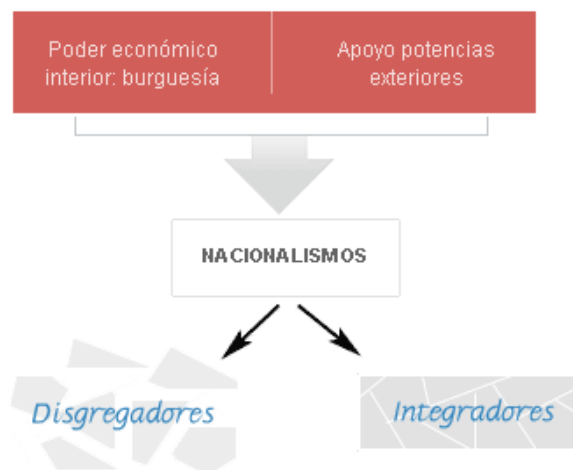 Poder económico
interior: burguesía
Apoyo potencias
exteriores
NACIONALISMOS
Disgregadores
Integradores